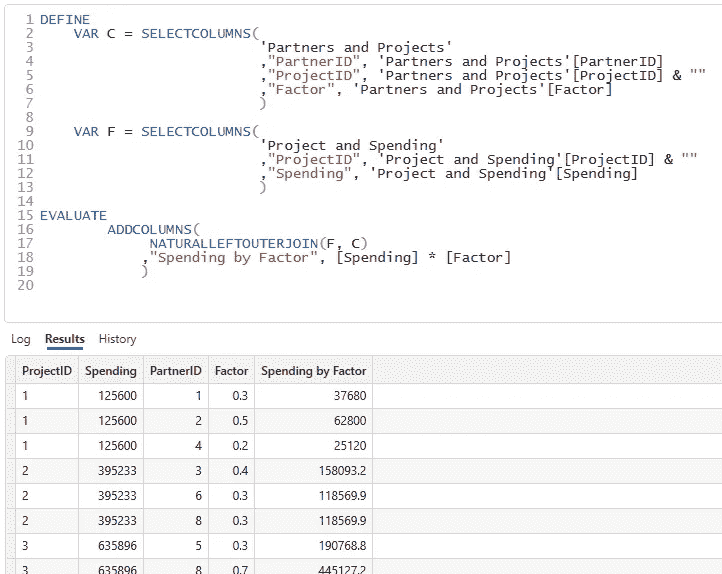 1 DEFINE
2 VAR C = SELECTCOLUMNS(
3 'Partners and Projects'
4 ,"PartnerID", 'Partners and Projects'[PartnerID]
5 ,"ProjectID", 'Partners and Projects'[ProjectID] & ""
6 ,"Factor", 'Partners and Projects'[Factor]
7 )
8
9 VAR F = SELECTCOLUMNS(
10 'Project and Spending'
11 ,"ProjectID", 'Project and Spending'[ProjectID] & ""
12 ,"Spending", 'Project and Spending'[Spending]
13 )
14
15 EVALUATE
16 ADDCOLUMNS(
17 NATURALLEFTOUTERJOIN(F, C)
18 ,"Spending by Factor", [Spending] * [Factor]
19 )
20
Log Results History
ProjectID Spending PartnerID Factor Spending by Factor
1 125600 1 0.3 37680
1 125600 2 0.5 62800
1 125600 4 0.2 25120
2 395233 3 0.4 158093.2
2 395233 6 0.3 118569.9
2 395233 8 0.3 118569.9
3 635896 5 0.3 190768.8
3 635896 8 0.7 445127.2